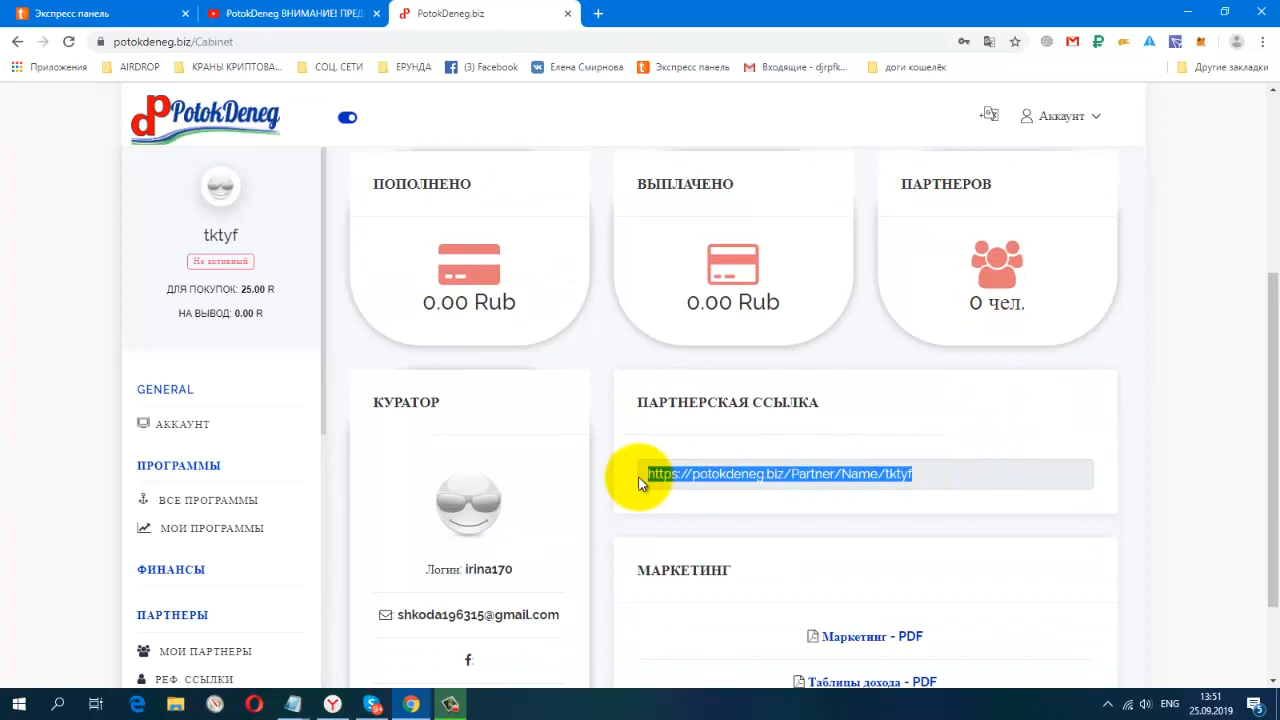 Экспресс панель
PotokDeneg ВНИМАНИЕ! ПРЕД
PotokDeneg.biz
potokdeneg.biz/Cabinet
Приложения
AIRDROP
КРАНЫ КРИПТОВА...
СОЦ. СЕТИ
ЕРУНДА
(3) Facebook
Елена Смирнова
Экспресс панель
Входящие - djrpfk...
доги кошелёк
Другие закладки
PotokDeneg
Аккаунт
tktyf
Не активный
ДЛЯ ПОКУПОК: 25.00 R
НА ВЫВОД: 0.00 R
GENERAL
АККАУНТ
ПРОГРАММЫ
ВСЕ ПРОГРАММЫ
МОИ ПРОГРАММЫ
ФИНАНСЫ
ПАРТНЕРЫ
МОИ ПАРТНЕРЫ
РЕФ. ССЫЛКИ
ПОПОЛНЕНО
0.00 Rub
ВЫПЛАЧЕНО
0.00 Rub
ПАРТНЕРОВ
0 чел.
КУРАТОР
Логин: irina170
: shkoda196315@gmail.com
ПАРТНЕРСКАЯ ССЫЛКА
https://potokdeneg.biz/Partner/Name/tktyf
МАРКЕТИНГ
Маркетинг - PDF
Таблицы дохода - PDF
ENG
13:51
25.09.2019